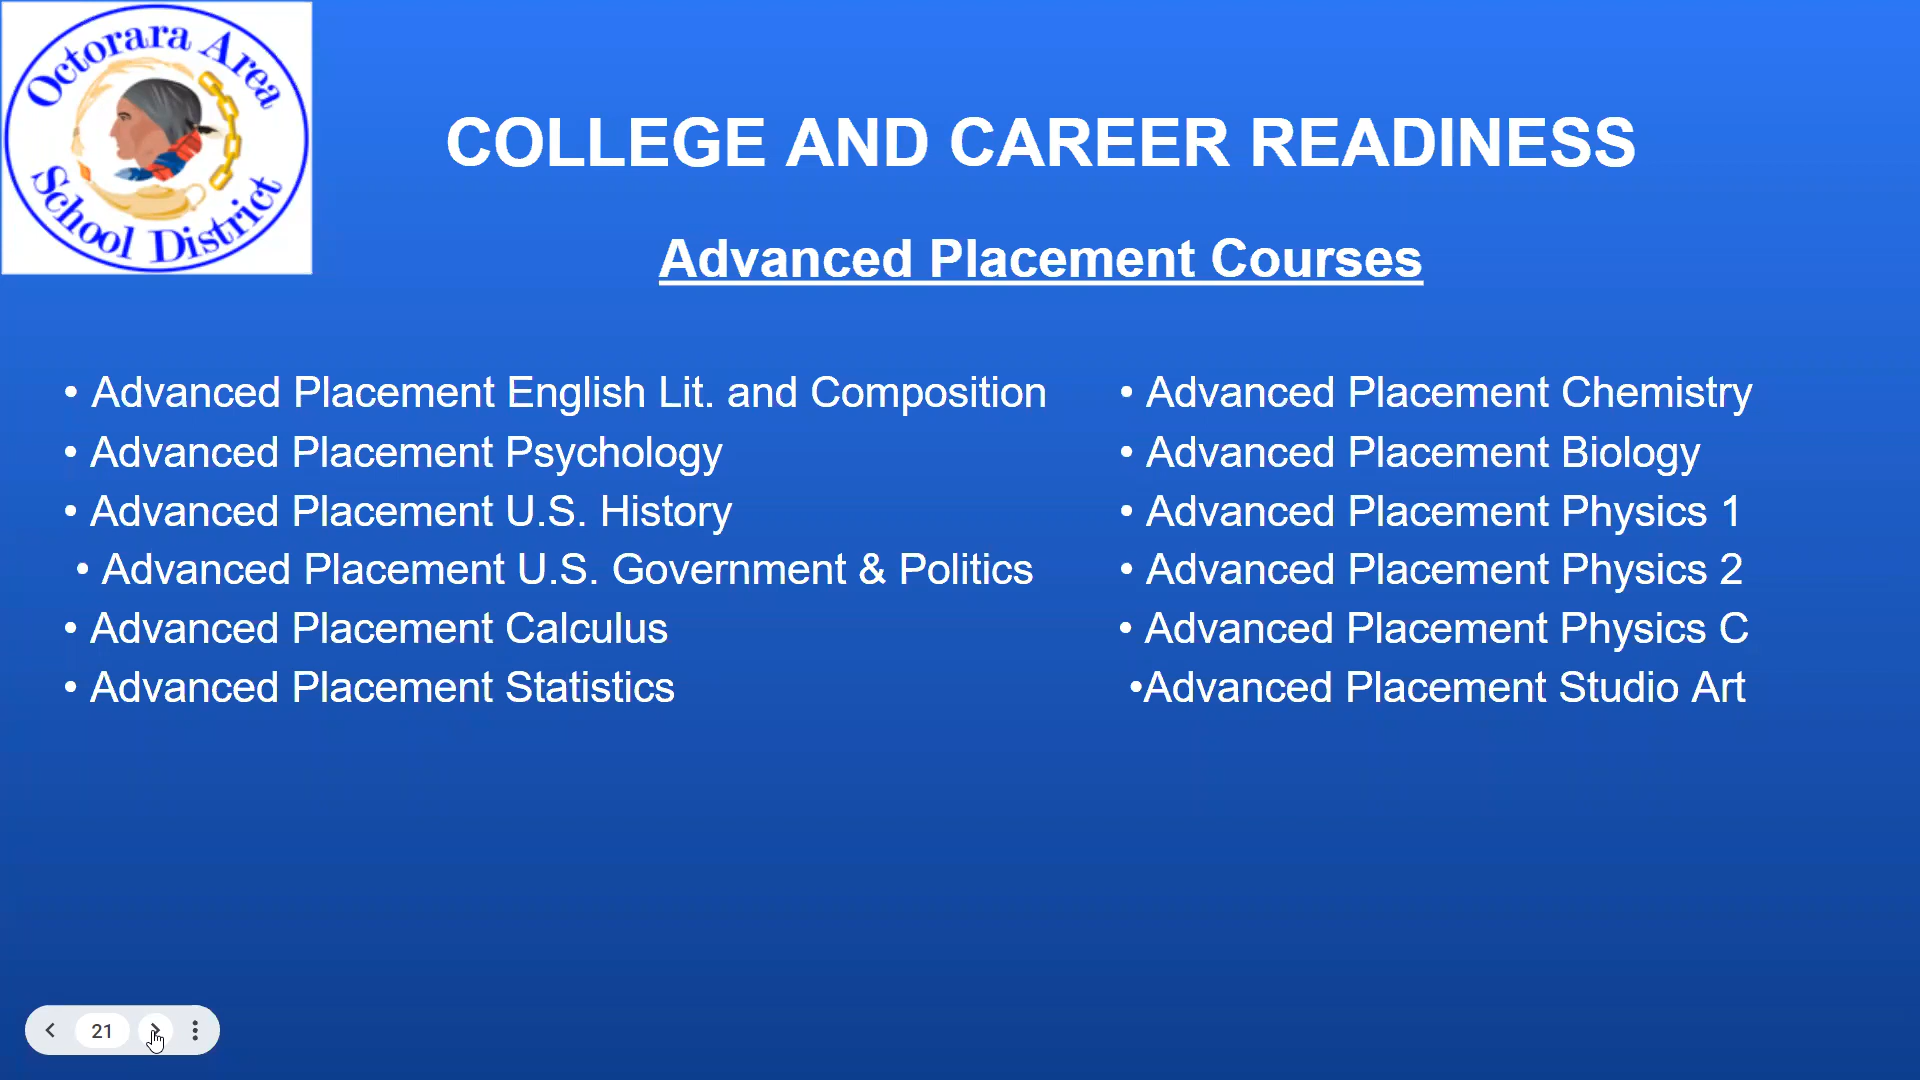 Octorara Area
School District
COLLEGE AND CAREER READINESS
Advanced Placement Courses
• Advanced Placement English Lit. and Composition
• Advanced Placement Psychology
• Advanced Placement U.S. History
• Advanced Placement U.S. Government & Politics
• Advanced Placement Calculus
• Advanced Placement Statistics
• Advanced Placement Chemistry
• Advanced Placement Biology
• Advanced Placement Physics 1
• Advanced Placement Physics 2
• Advanced Placement Physics C
•Advanced Placement Studio Art
21